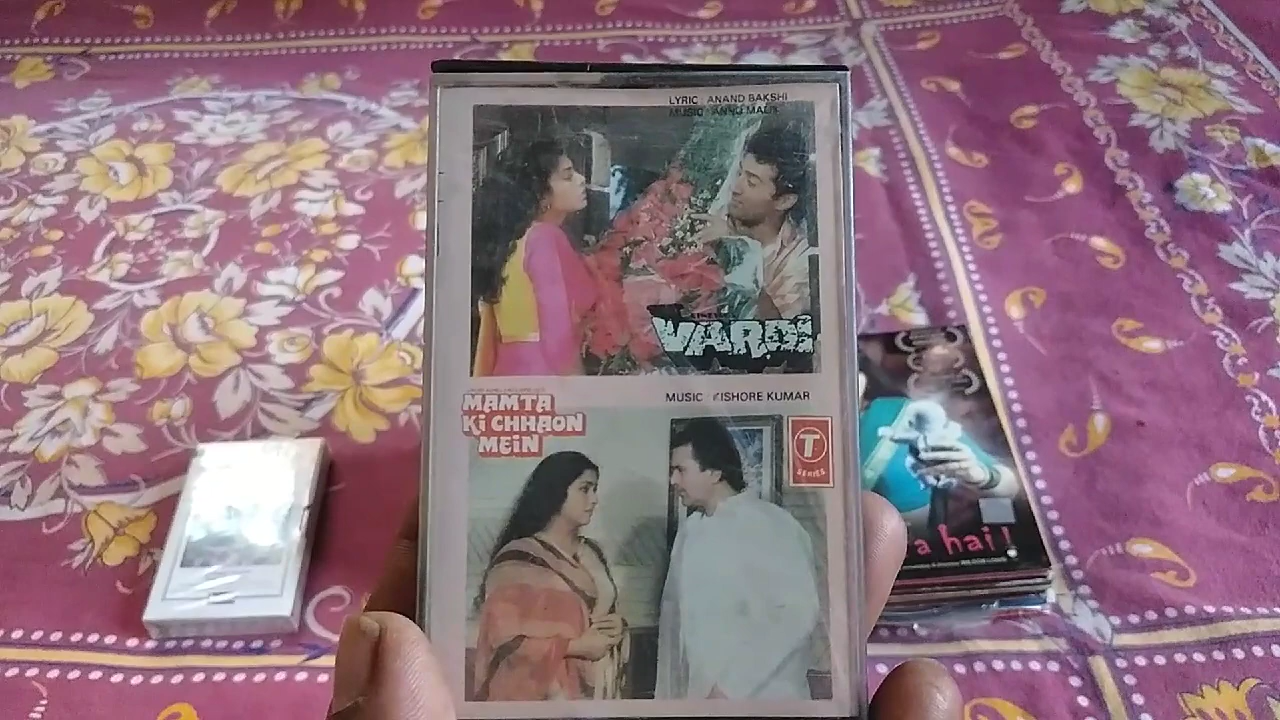 LYRIC : ANAND BAKSHI
MUSIC : ANNU MALIK
VARDI
MUSIC : KISHORE KUMAR
MAMTA
KI CHHAON
MEIN
T
SERIES
a hai!